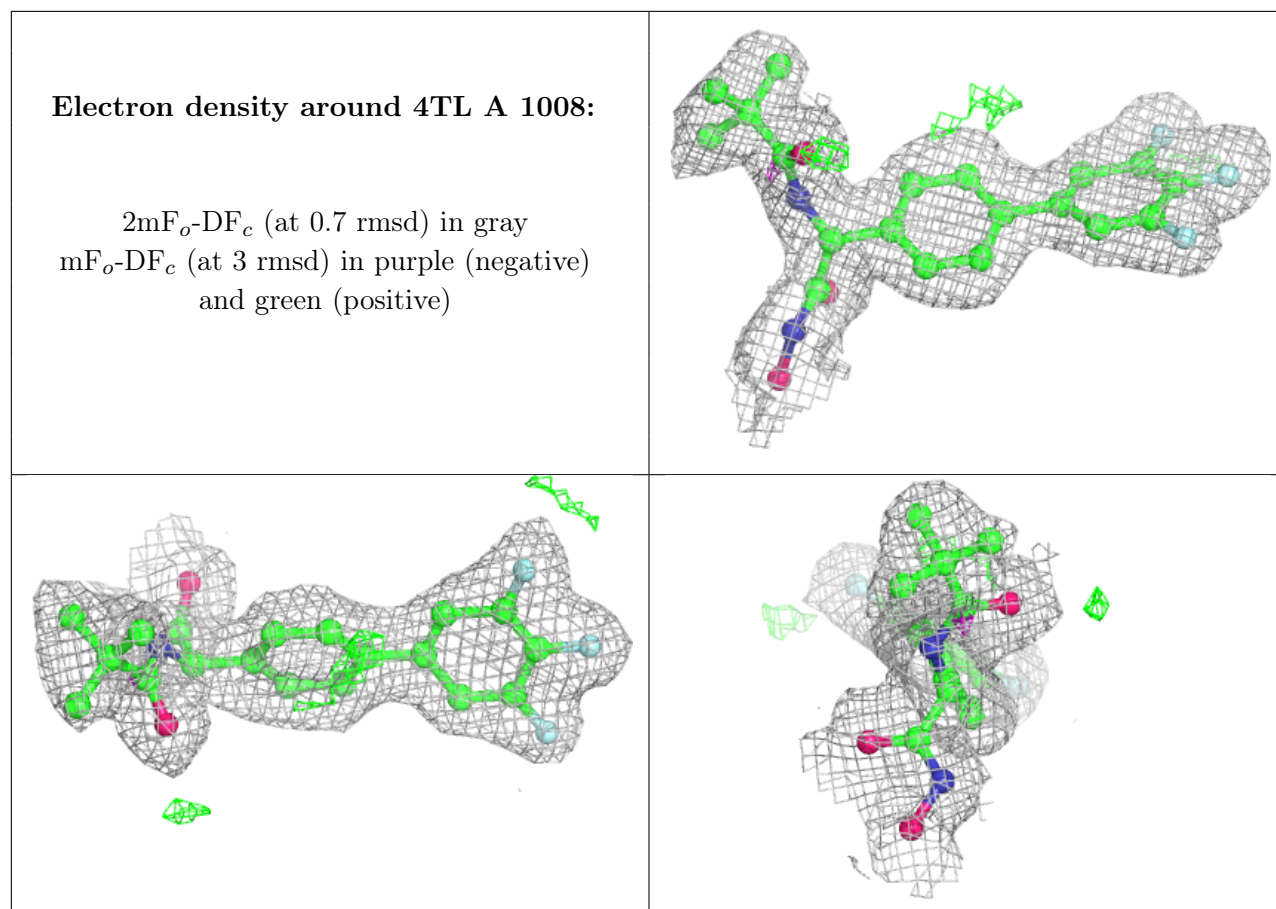 Electron density around 4TL A 1008:
2mFo-DFc (at 0.7 rmsd) in gray
mFo-DFc (at 3 rmsd) in purple (negative)
and green (positive)